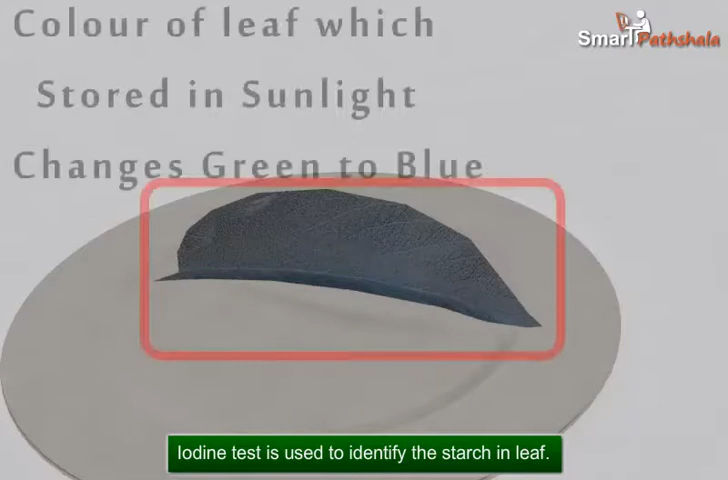 Colour of leaf which
SmartPathshala
Stored in Sunlight
Changes Green to Blue
Iodine test is used to identify the starch in leaf.